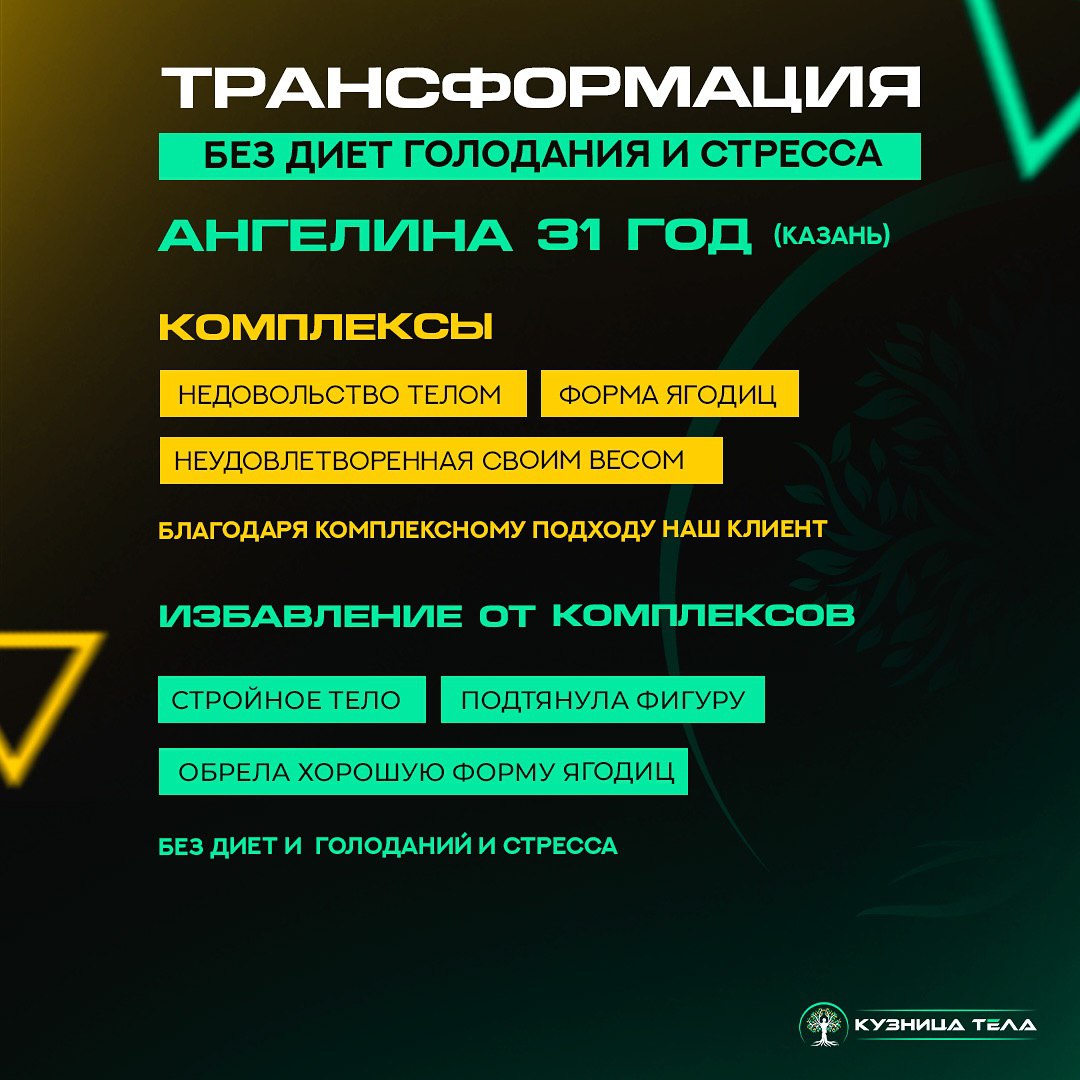 ТРАНСФОРМАЦИЯ
БЕЗ ДИЕТ ГОЛОДАНИЯ И СТРЕССА
АНГЕЛИНА 31 ГОД (КАЗАНЬ)
КОМПЛЕКСЫ
НЕДОВОЛЬСТВО ТЕЛОМ ФОРМА ЯГОДИЦ
НЕУДОВЛЕТВОРЕННАЯ СВОИМ ВЕСОМ
БЛАГОДАРЯ КОМПЛЕКСНОМУ ПОДХОДУ НАШ КЛИЕНТ
ИЗБАВЛЕНИЕ ОТ КОМПЛЕКСОВ
СТРОЙНОЕ ТЕЛО ПОДТЯНУЛА ФИГУРУ
ОБРЕЛА ХОРОШУЮ ФОРМУ ЯГОДИЦ
БЕЗ ДИЕТ И ГОЛОДАНИЙ И СТРЕССА
КУЗНИЦА ТЕЛА